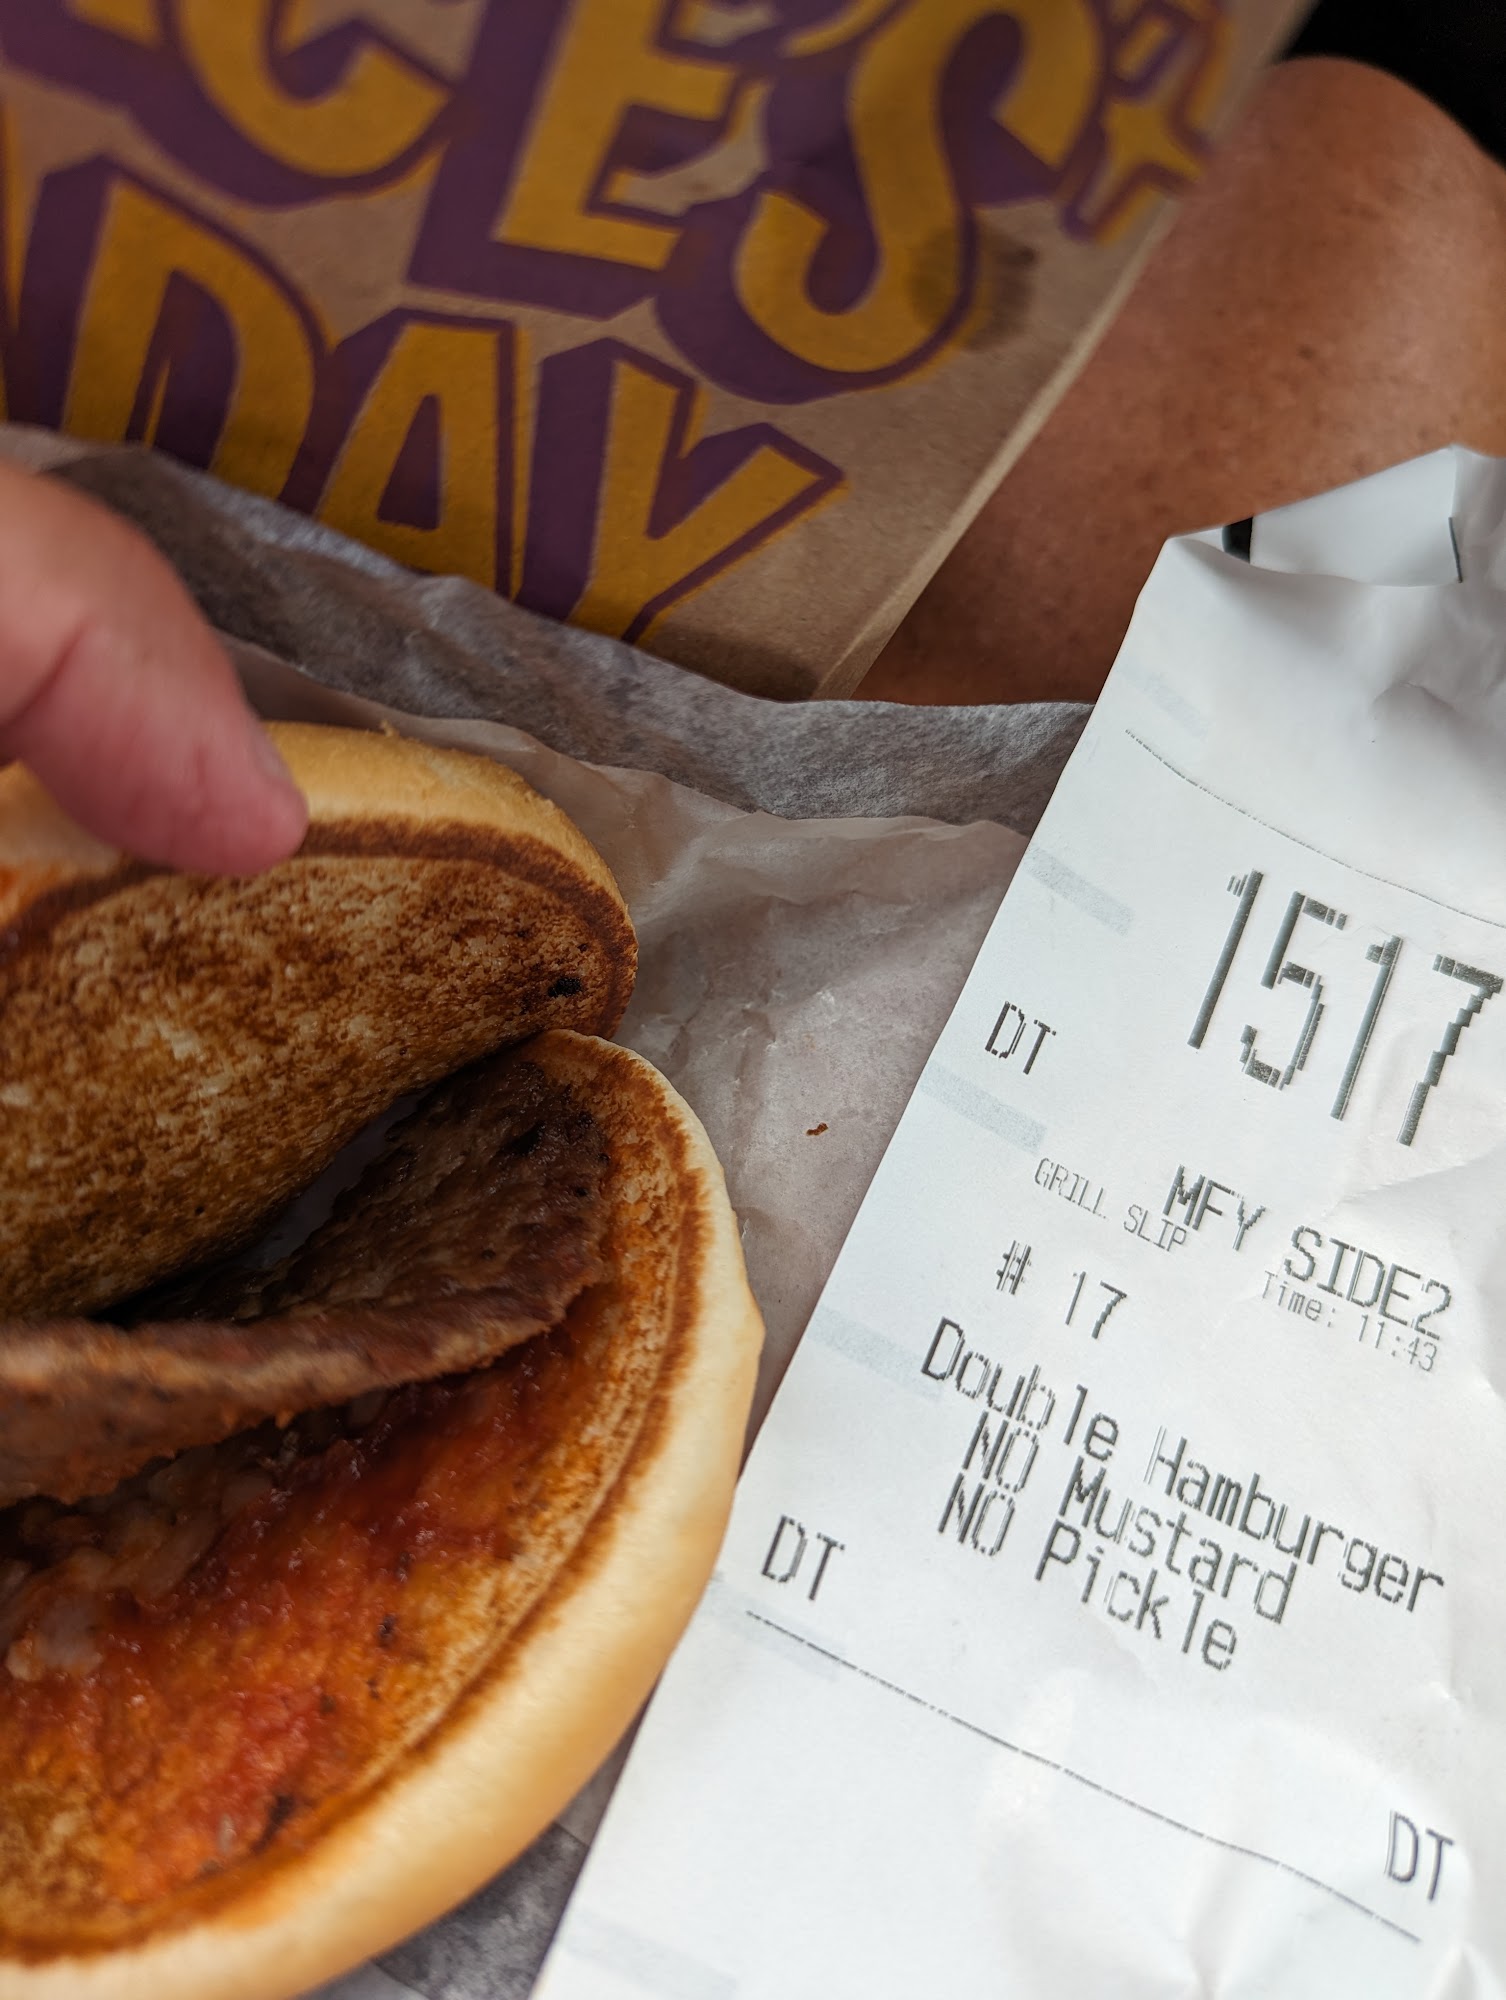 CES
DAY
1517
DT
MFY SIDE2
GRILL SLIP
Time: 11:43
# 17
Double Hamburger
NO Mustard
NO Pickle
DT
DT